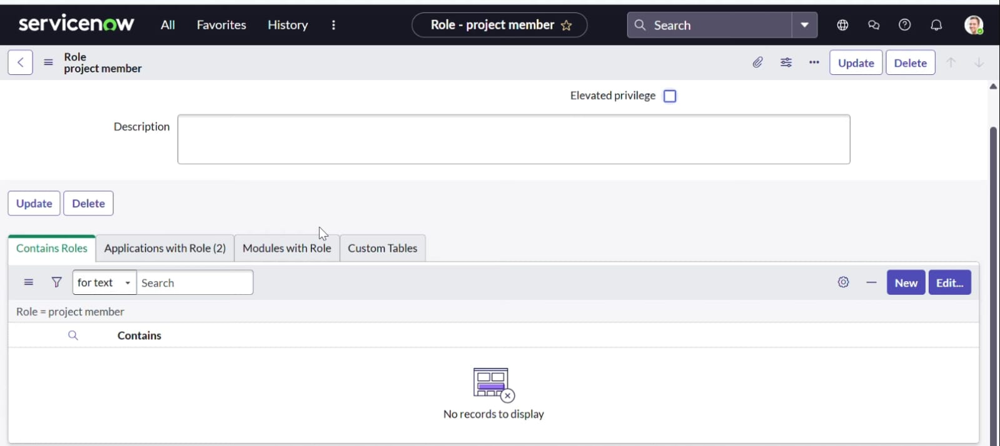 servicenow All Favorites History Role - project member Search
Role
project member
Update Delete
Elevated privilege
Description
Update Delete
Contains Roles Applications with Role (2) Modules with Role Custom Tables
for text Search New Edit...
Role = project member
Contains
No records to display